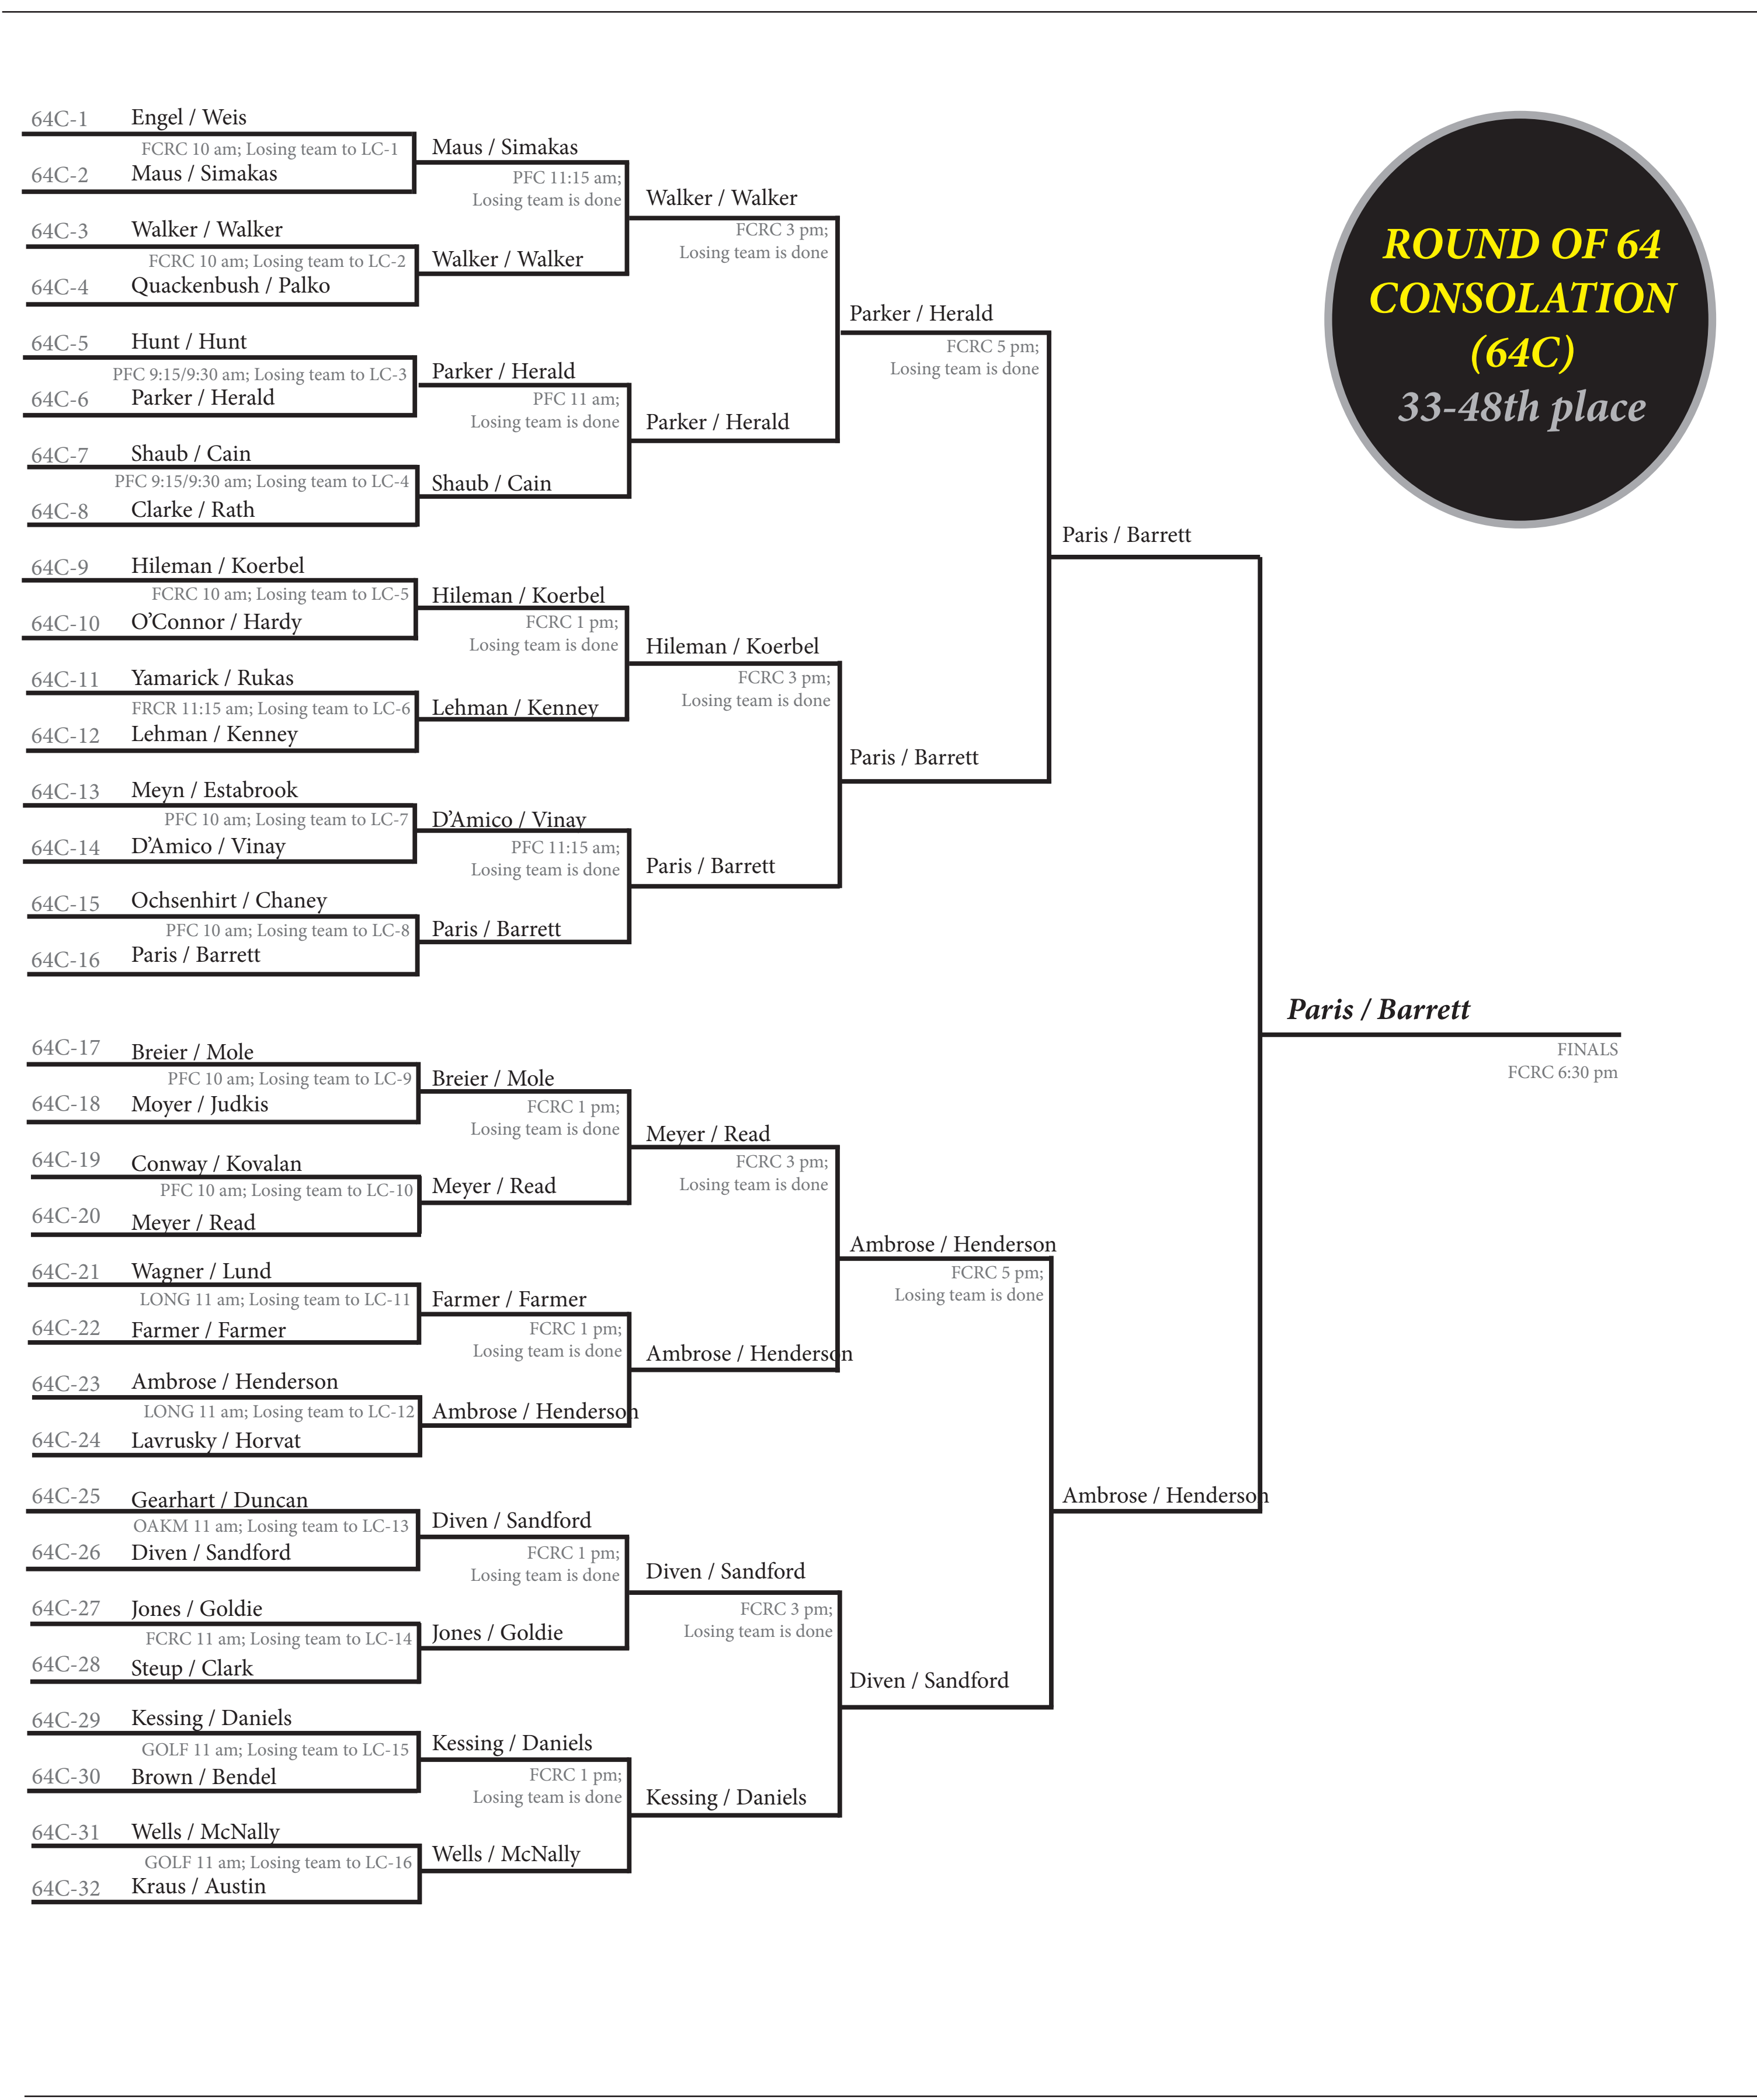 64C-1 Engel / Weis
FCRC 10 am; Losing team to LC-1
64C-2 Maus / Simakas
64C-3 Walker / Walker
FCRC 10 am; Losing team to LC-2
64C-4 Quackenbush / Palko
64C-5 Hunt / Hunt
PFC 9:15/9:30 am; Losing team to LC-3
64C-6 Parker / Herald
64C-7 Shaub / Cain
PFC 9:15/9:30 am; Losing team to LC-4
64C-8 Clarke / Rath
64C-9 Hileman / Koerbel
FCRC 10 am; Losing team to LC-5
64C-10 O’Connor / Hardy
64C-11 Yamarick / Rukas
FRCR 11:15 am; Losing team to LC-6
64C-12 Lehman / Kenney
64C-13 Meyn / Estabrook
PFC 10 am; Losing team to LC-7
64C-14 D’Amico / Vinay
64C-15 Ochsenhirt / Chaney
PFC 10 am; Losing team to LC-8
64C-16 Paris / Barrett
64C-17 Breier / Mole
PFC 10 am; Losing team to LC-9
64C-18 Moyer / Judkis
64C-19 Conway / Kovalan
PFC 10 am; Losing team to LC-10
64C-20 Meyer / Read
64C-21 Wagner / Lund
LONG 11 am; Losing team to LC-11
64C-22 Farmer / Farmer
64C-23 Ambrose / Henderson
LONG 11 am; Losing team to LC-12
64C-24 Lavrusky / Horvat
64C-25 Gearhart / Duncan
OAKM 11 am; Losing team to LC-13
64C-26 Diven / Sandford
64C-27 Jones / Goldie
FCRC 11 am; Losing team to LC-14
64C-28 Steup / Clark
64C-29 Kessing / Daniels
GOLF 11 am; Losing team to LC-15
64C-30 Brown / Bendel
64C-31 Wells / McNally
GOLF 11 am; Losing team to LC-16
64C-32 Kraus / Austin
Maus / Simakas
PFC 11:15 am;
Losing team is done
Walker / Walker
Parker / Herald
PFC 11 am;
Losing team is done
Shaub / Cain
Hileman / Koerbel
FCRC 1 pm;
Losing team is done
Lehman / Kenney
D’Amico / Vinay
PFC 11:15 am;
Losing team is done
Paris / Barrett
Breier / Mole
FCRC 1 pm;
Losing team is done
Meyer / Read
Farmer / Farmer
FCRC 1 pm;
Losing team is done
Ambrose / Henderson
Diven / Sandford
FCRC 1 pm;
Losing team is done
Jones / Goldie
Kessing / Daniels
FCRC 1 pm;
Losing team is done
Wells / McNally
Walker / Walker
FCRC 3 pm;
Losing team is done
Parker / Herald
Hileman / Koerbel
FCRC 3 pm;
Losing team is done
Paris / Barrett
Meyer / Read
FCRC 3 pm;
Losing team is done
Ambrose / Henderson
Diven / Sandford
FCRC 3 pm;
Losing team is done
Kessing / Daniels
Parker / Herald
FCRC 5 pm;
Losing team is done
Paris / Barrett
Ambrose / Henderson
FCRC 5 pm;
Losing team is done
Diven / Sandford
Paris / Barrett
Ambrose / Henderson
Paris / Barrett
FINALS
FCRC 6:30 pm
ROUND OF 64
CONSOLATION
(64C)
33-48th place